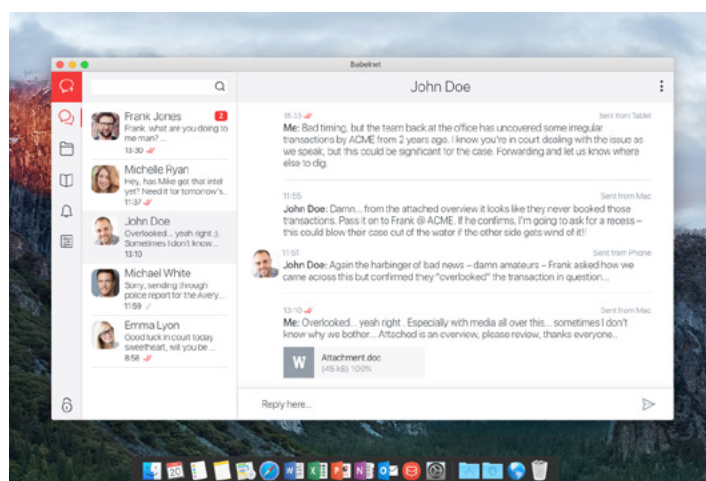 Babelnet
John Doe
Frank Jones
2
Frank, what are you doing to
me man? ...
13:30
Michelle Ryan
Hey, has Mike got that intel
yet? Need it for tomorrow's...
11:37
John Doe
Overlooked... yeah right :).
Sometimes I don't know...
13:10
Michael White
Sorry, sending through
police report for the Avery...
11:59
Emma Lyon
Good luck in court today
sweetheart, will you be ...
8:58
18:33
Sent from Tablet
Me: Bad timing, but the team back at the office has uncovered some irregular
transactions by ACME from 2 years ago. I know you're in court dealing with the issue as
we speak, but this could be significant for the case. Forwarding and let us know where
else to dig.
11:55
Sent from Mac
John Doe: Damn... from the attached overview it looks like they never booked those
transactions. Pass it on to Frank @ ACME. If he confirms, I'm going to ask for a recess –
this could blow their case out of the water if the other side gets wind of it!!
11:51
Sent from Phone
John Doe: Again the harbinger of bad news – damn amateurs – Frank asked how we
came across this but confirmed they "overlooked" the transaction in question...
13:10
Sent from Mac
Me: Overlooked... yeah right . Especially with media all over this... sometimes I don't
know why we bother... Attached is an overview, please review, thanks everyone..
W
Attachment.doc
(45 kB) 100%
Reply here...
20